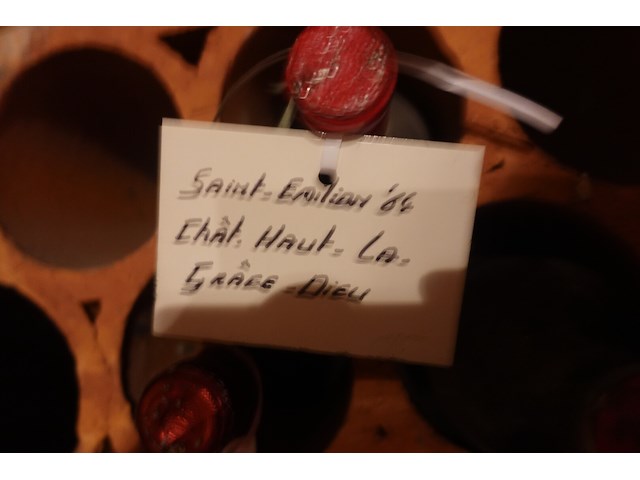 Saint-Emilion '64
Chât. Haut-La-
Grâce-Dieu